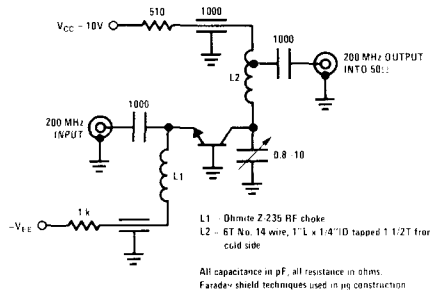 510
1000
VCC - 10V
L2
1000
200 MHz OUTPUT
INTO 50Ω
1000
200 MHz
INPUT
0.8 -10
L1
1 k
-VEE
L1 - Ohmite Z-235 RF choke
L2 - 6T No. 14 wire, 1"L x 1/4"ID tapped 1 1/2T from
cold side
All capacitance in pF, all resistance in ohms.
Faraday shield techniques used in jig construction